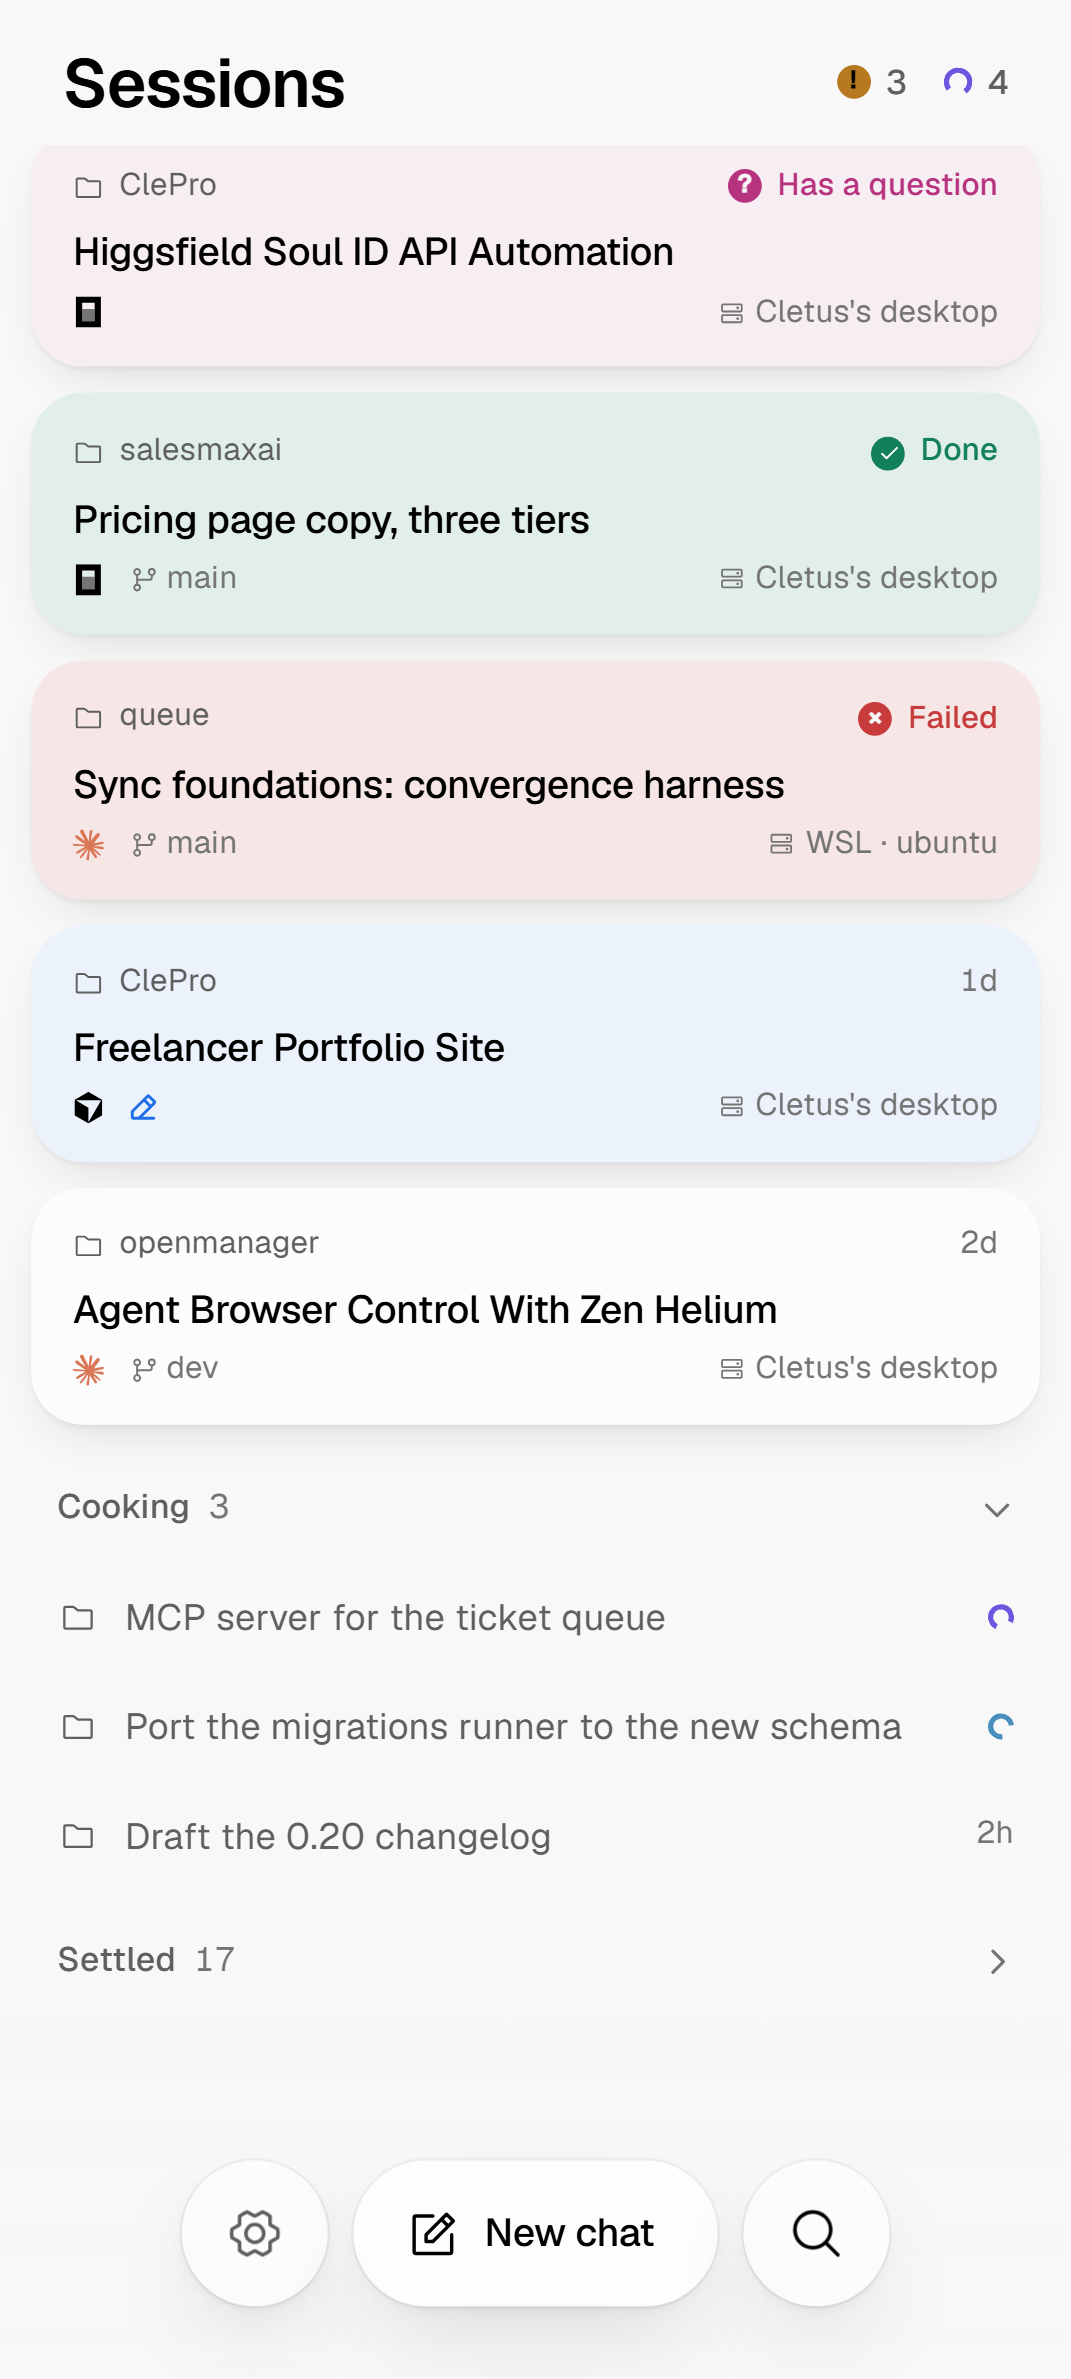 Sessions
3
4
ClePro
Has a question
Higgsfield Soul ID API Automation
Cletus's desktop
salesmaxai
Done
Pricing page copy, three tiers
main
Cletus's desktop
queue
Failed
Sync foundations: convergence harness
main
WSL · ubuntu
ClePro
1d
Freelancer Portfolio Site
Cletus's desktop
openmanager
2d
Agent Browser Control With Zen Helium
dev
Cletus's desktop
Cooking 3
MCP server for the ticket queue
Port the migrations runner to the new schema
Draft the 0.20 changelog
2h
Settled 17
New chat